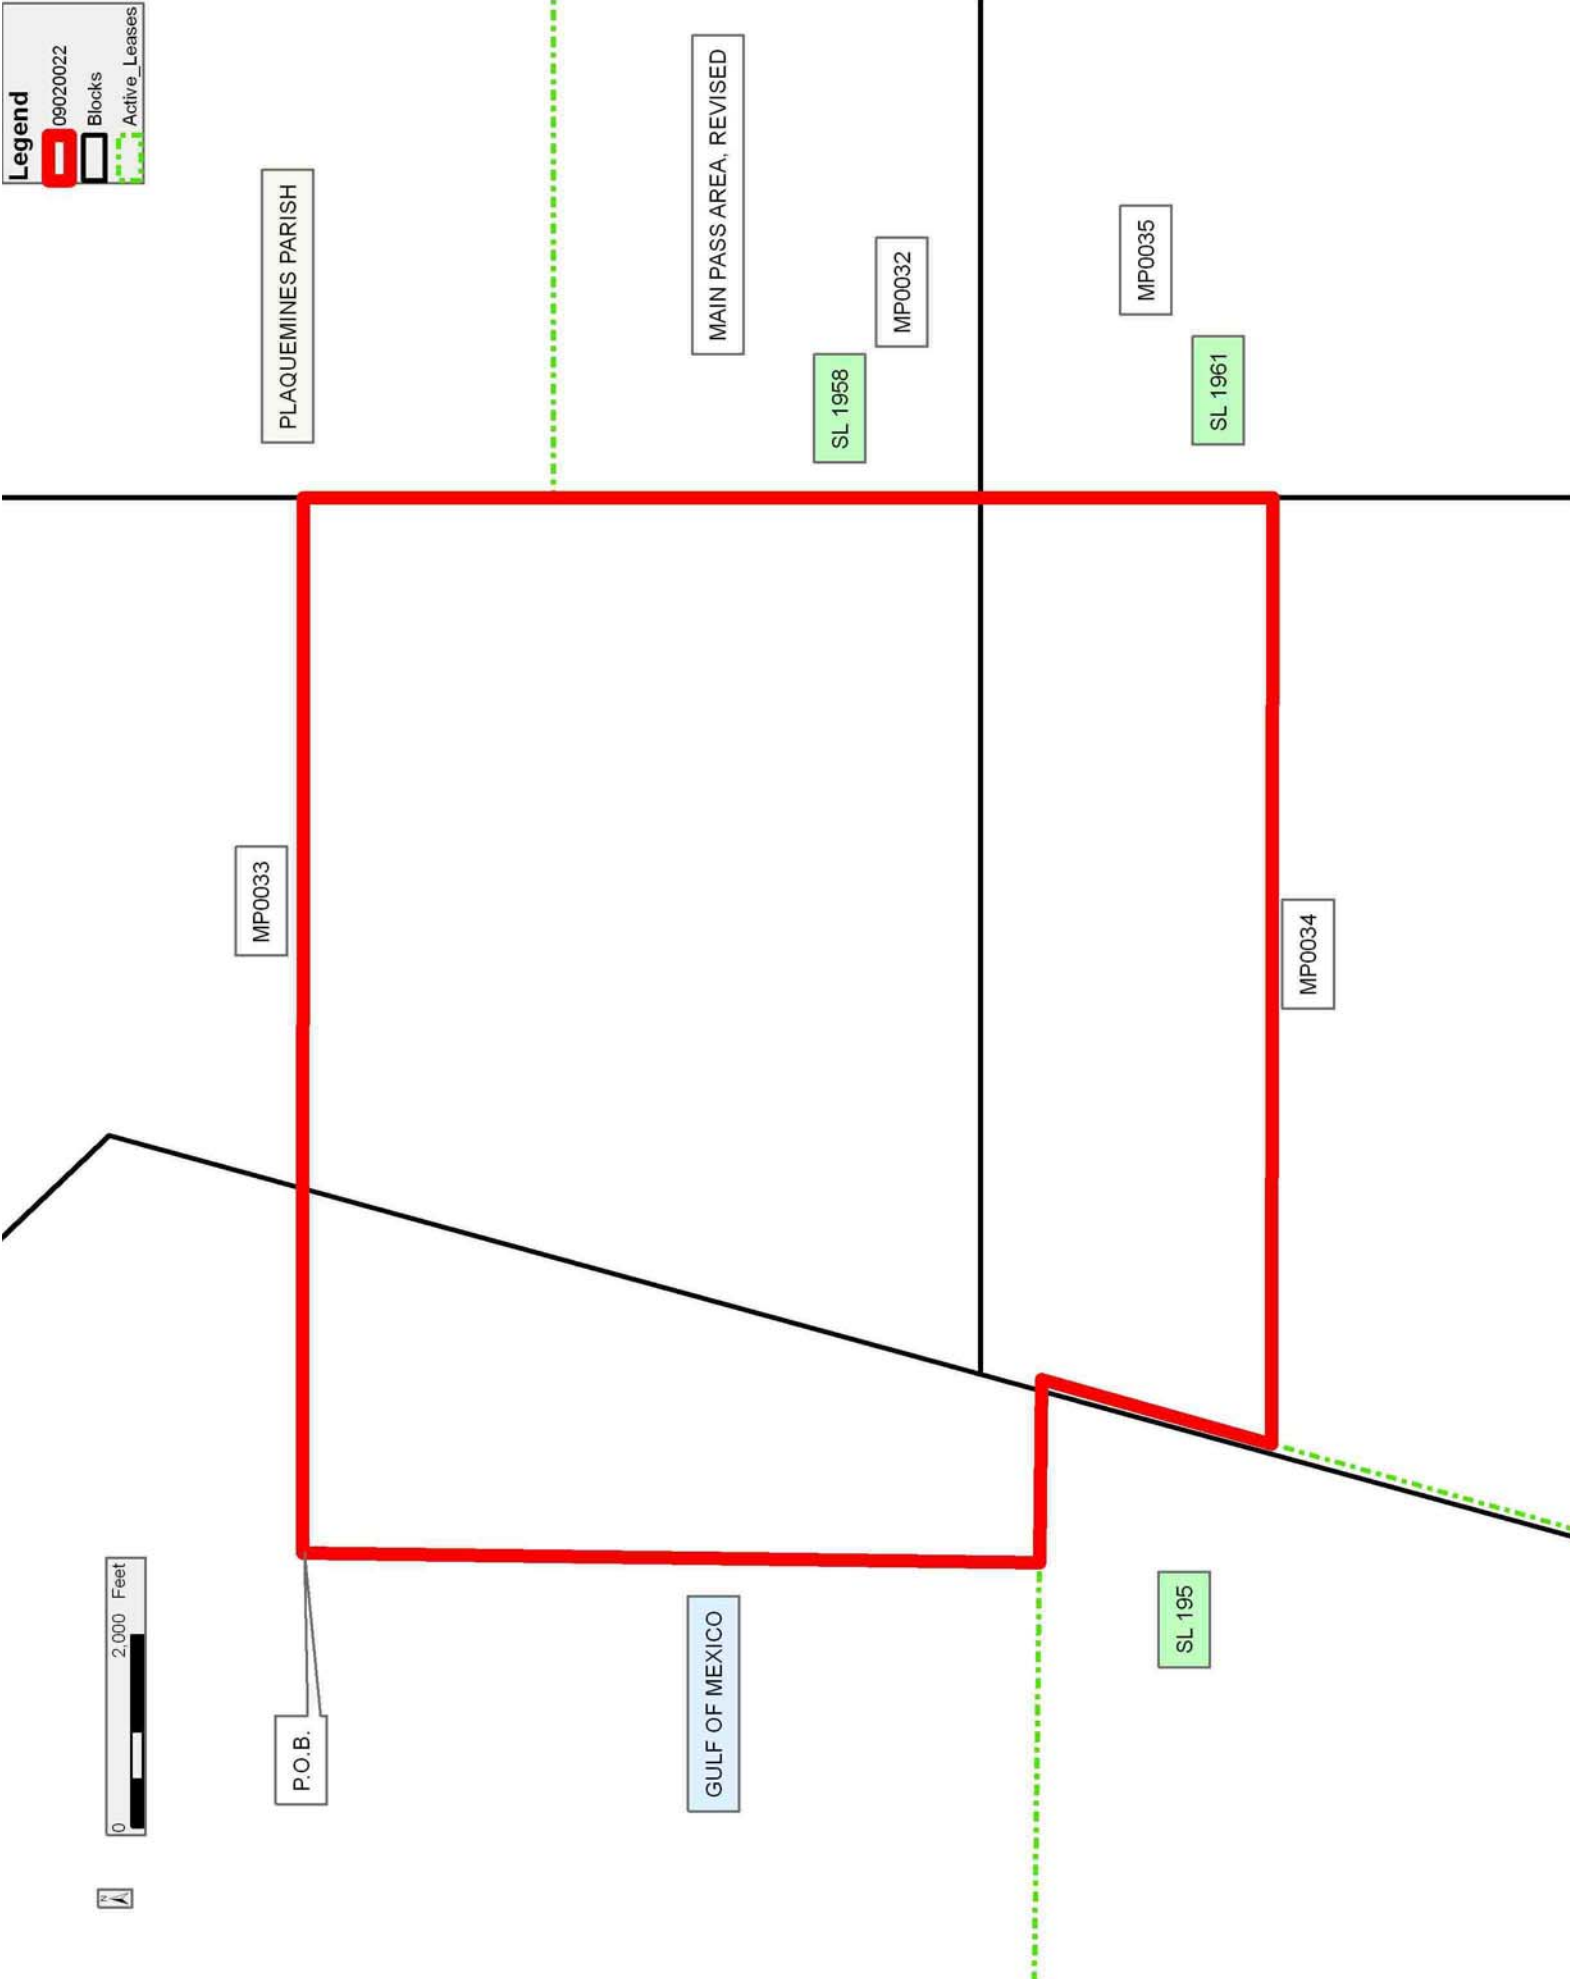 N
0 2,000 Feet
Legend
09020022
Blocks
Active_Leases
P.O.B.
MP0033
PLAQUEMINES PARISH
GULF OF MEXICO
MAIN PASS AREA, REVISED
SL 1958
MP0032
MP0035
SL 195
SL 1961
MP0034